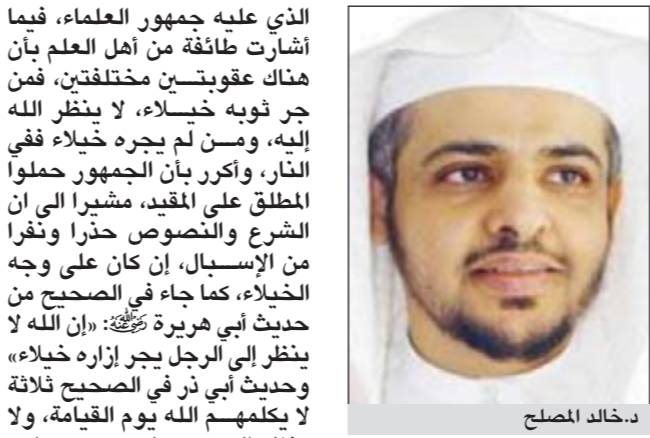 الذي عليه جمهور العلماء، فيما
أشارت طائفة من أهل العلم بأن
هناك عقوبتين مختلفتين، فمن
جر ثوبه خيلاء، لا ينظر الله
إليه، ومن لم يجره خيلاء ففي
النار، وأكرر بأن الجمهور حملوا
المطلق على المقيد، مشيرا الى ان
الشرع والنصوص حذرا ونفرا
من الإسبال، إن كان على وجه
الخيلاء، كما جاء في الصحيح من
حديث أبي هريرة رضي الله عنه: «إن الله لا
ينظر إلى الرجل يجر إزاره خيلاء»
وحديث أبي ذر في الصحيح ثلاثة
لا يكلمهم الله يوم القيامة، ولا
د.خالد المصلح